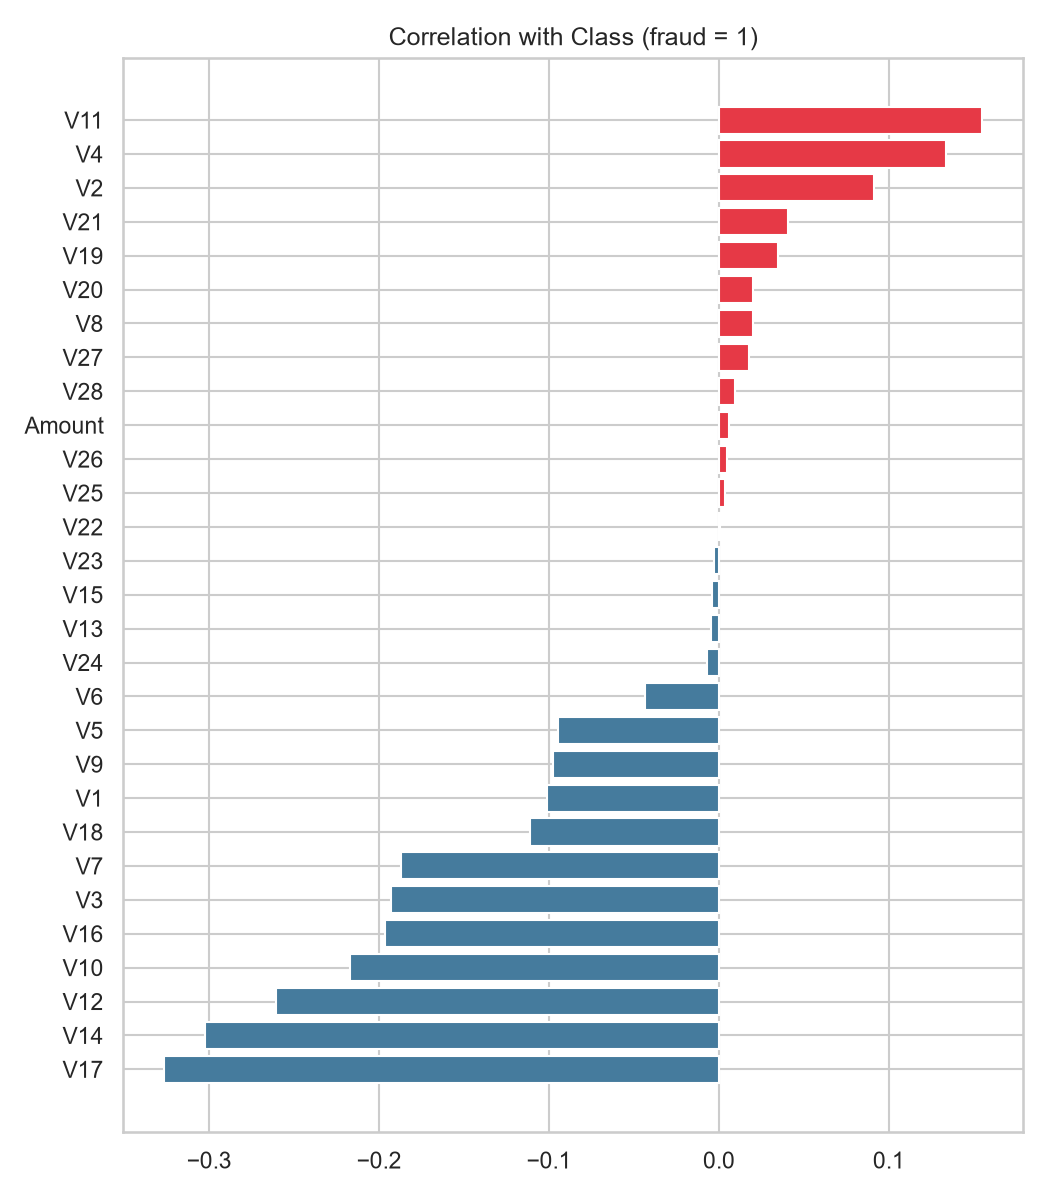 Correlation with Class (fraud = 1)
V11
V4
V2
V21
V19
V20
V8
V27
V28
Amount
V26
V25
V22
V23
V15
V13
V24
V6
V5
V9
V1
V18
V7
V3
V16
V10
V12
V14
V17
−0.3 −0.2 −0.1 0.0 0.1